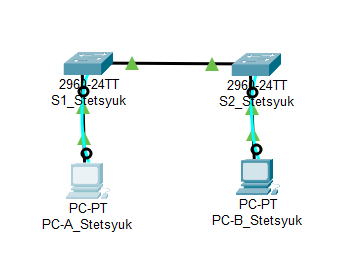 2960-24TT
S1_Stetsyuk
2960-24TT
S2_Stetsyuk
PC-PT
PC-A_Stetsyuk
PC-PT
PC-B_Stetsyuk